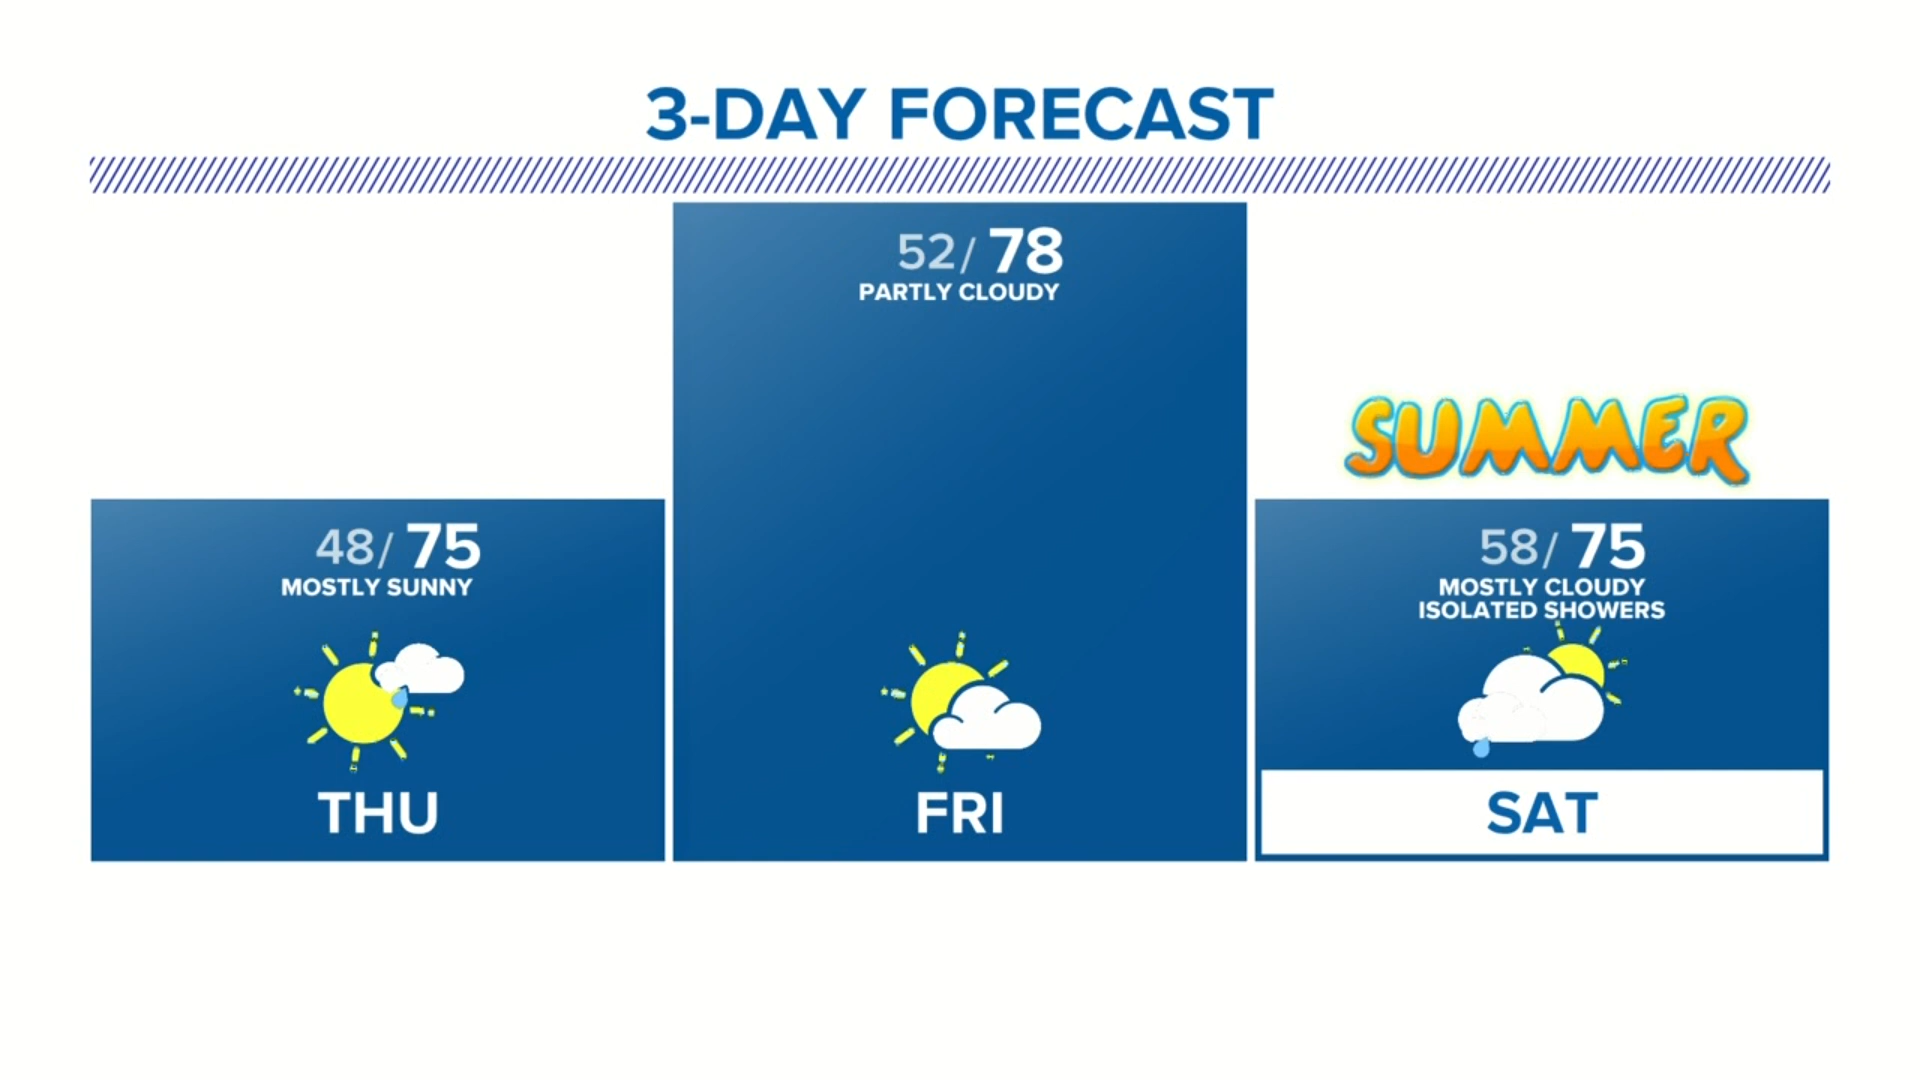 3-DAY FORECAST
48/ 75
MOSTLY SUNNY
THU
52/ 78
PARTLY CLOUDY
FRI
SUMMER
58/ 75
MOSTLY CLOUDY
ISOLATED SHOWERS
SAT